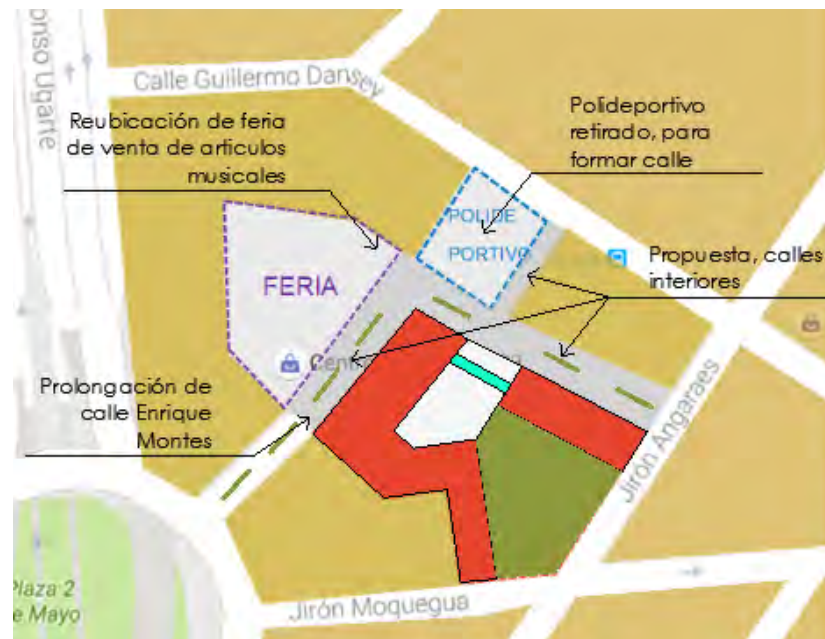 onso Ugarte
Calle Guillermo Dansey
Reubicación de feria
de venta de articulos
musicales
Polideportivo
retirado, para
formar calle
POLIDE
PORTIVO
Propuesta, calles
interiores
FERIA
Cent
Prolongación de
calle Enrique
Montes
Jirón Angaraes
Jirón Moquegua
Plaza 2
e Mayo